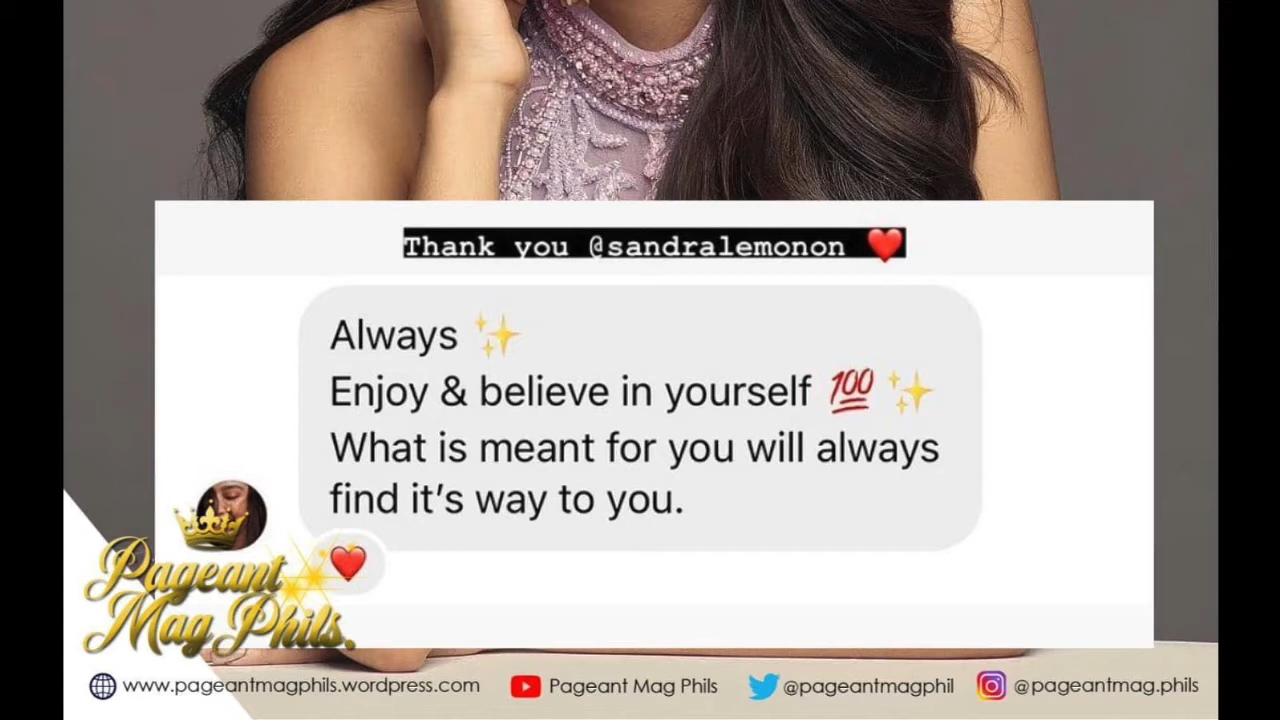 Thank you @sandralemonon ❤️
Always ✨
Enjoy & believe in yourself 💯 ✨
What is meant for you will always
find it's way to you.
❤️
Pageant
Mag Phils.
www.pageantmagphils.wordpress.com
Pageant Mag Phils
@pageantmagphil
@pageantmag.phils